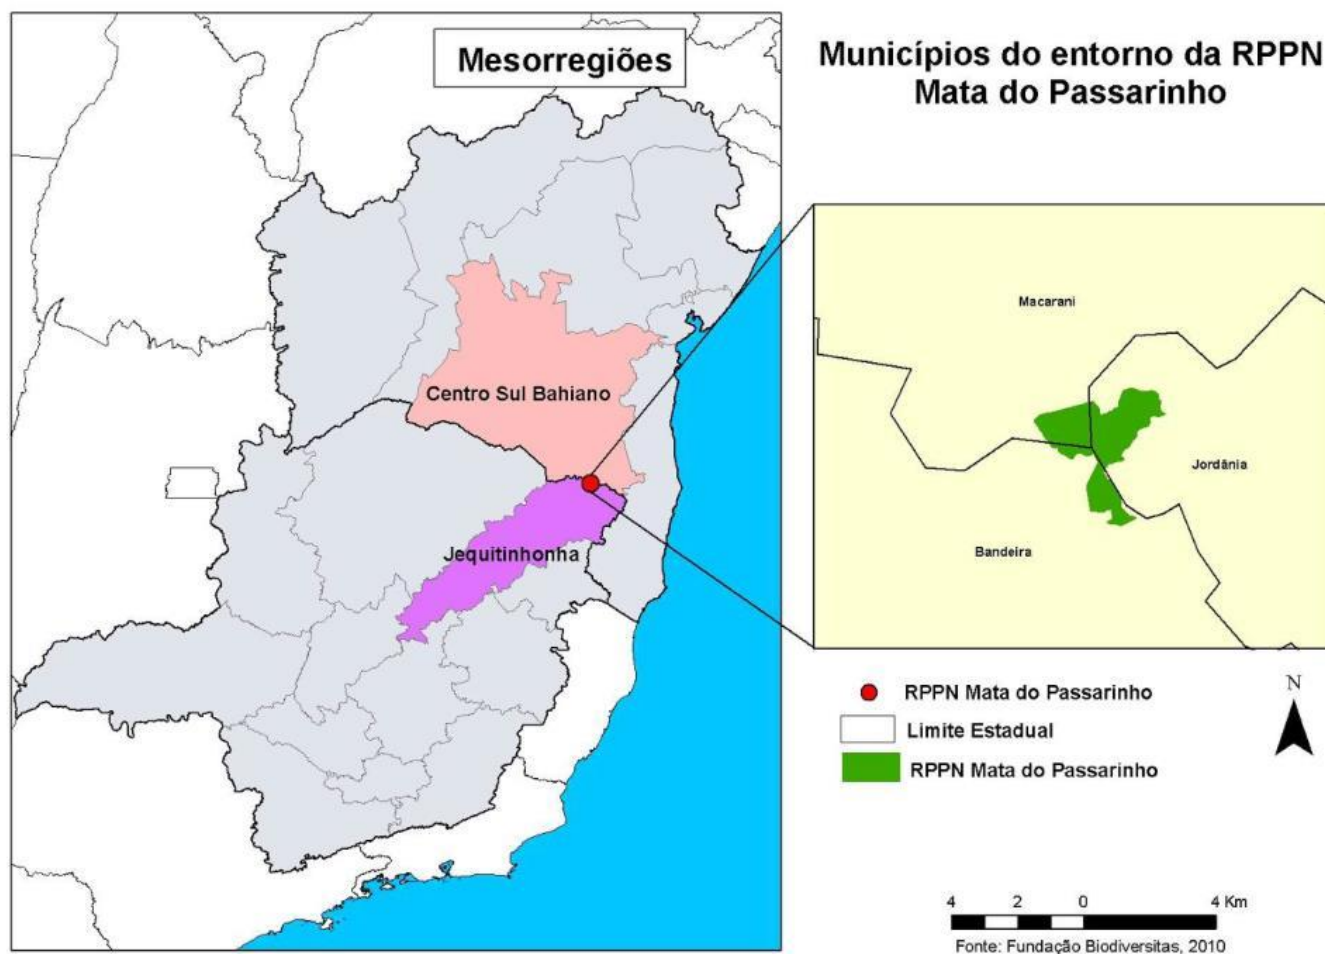 Mesorregiões
Centro Sul Bahiano
Jequitinhonha
Municípios do entorno da RPPN
Mata do Passarinho
Macarani
Jordânia
Bandeira
RPPN Mata do Passarinho
Limite Estadual
RPPN Mata do Passarinho
N
4 2 0 4 Km
Fonte: Fundação Biodiversitas, 2010